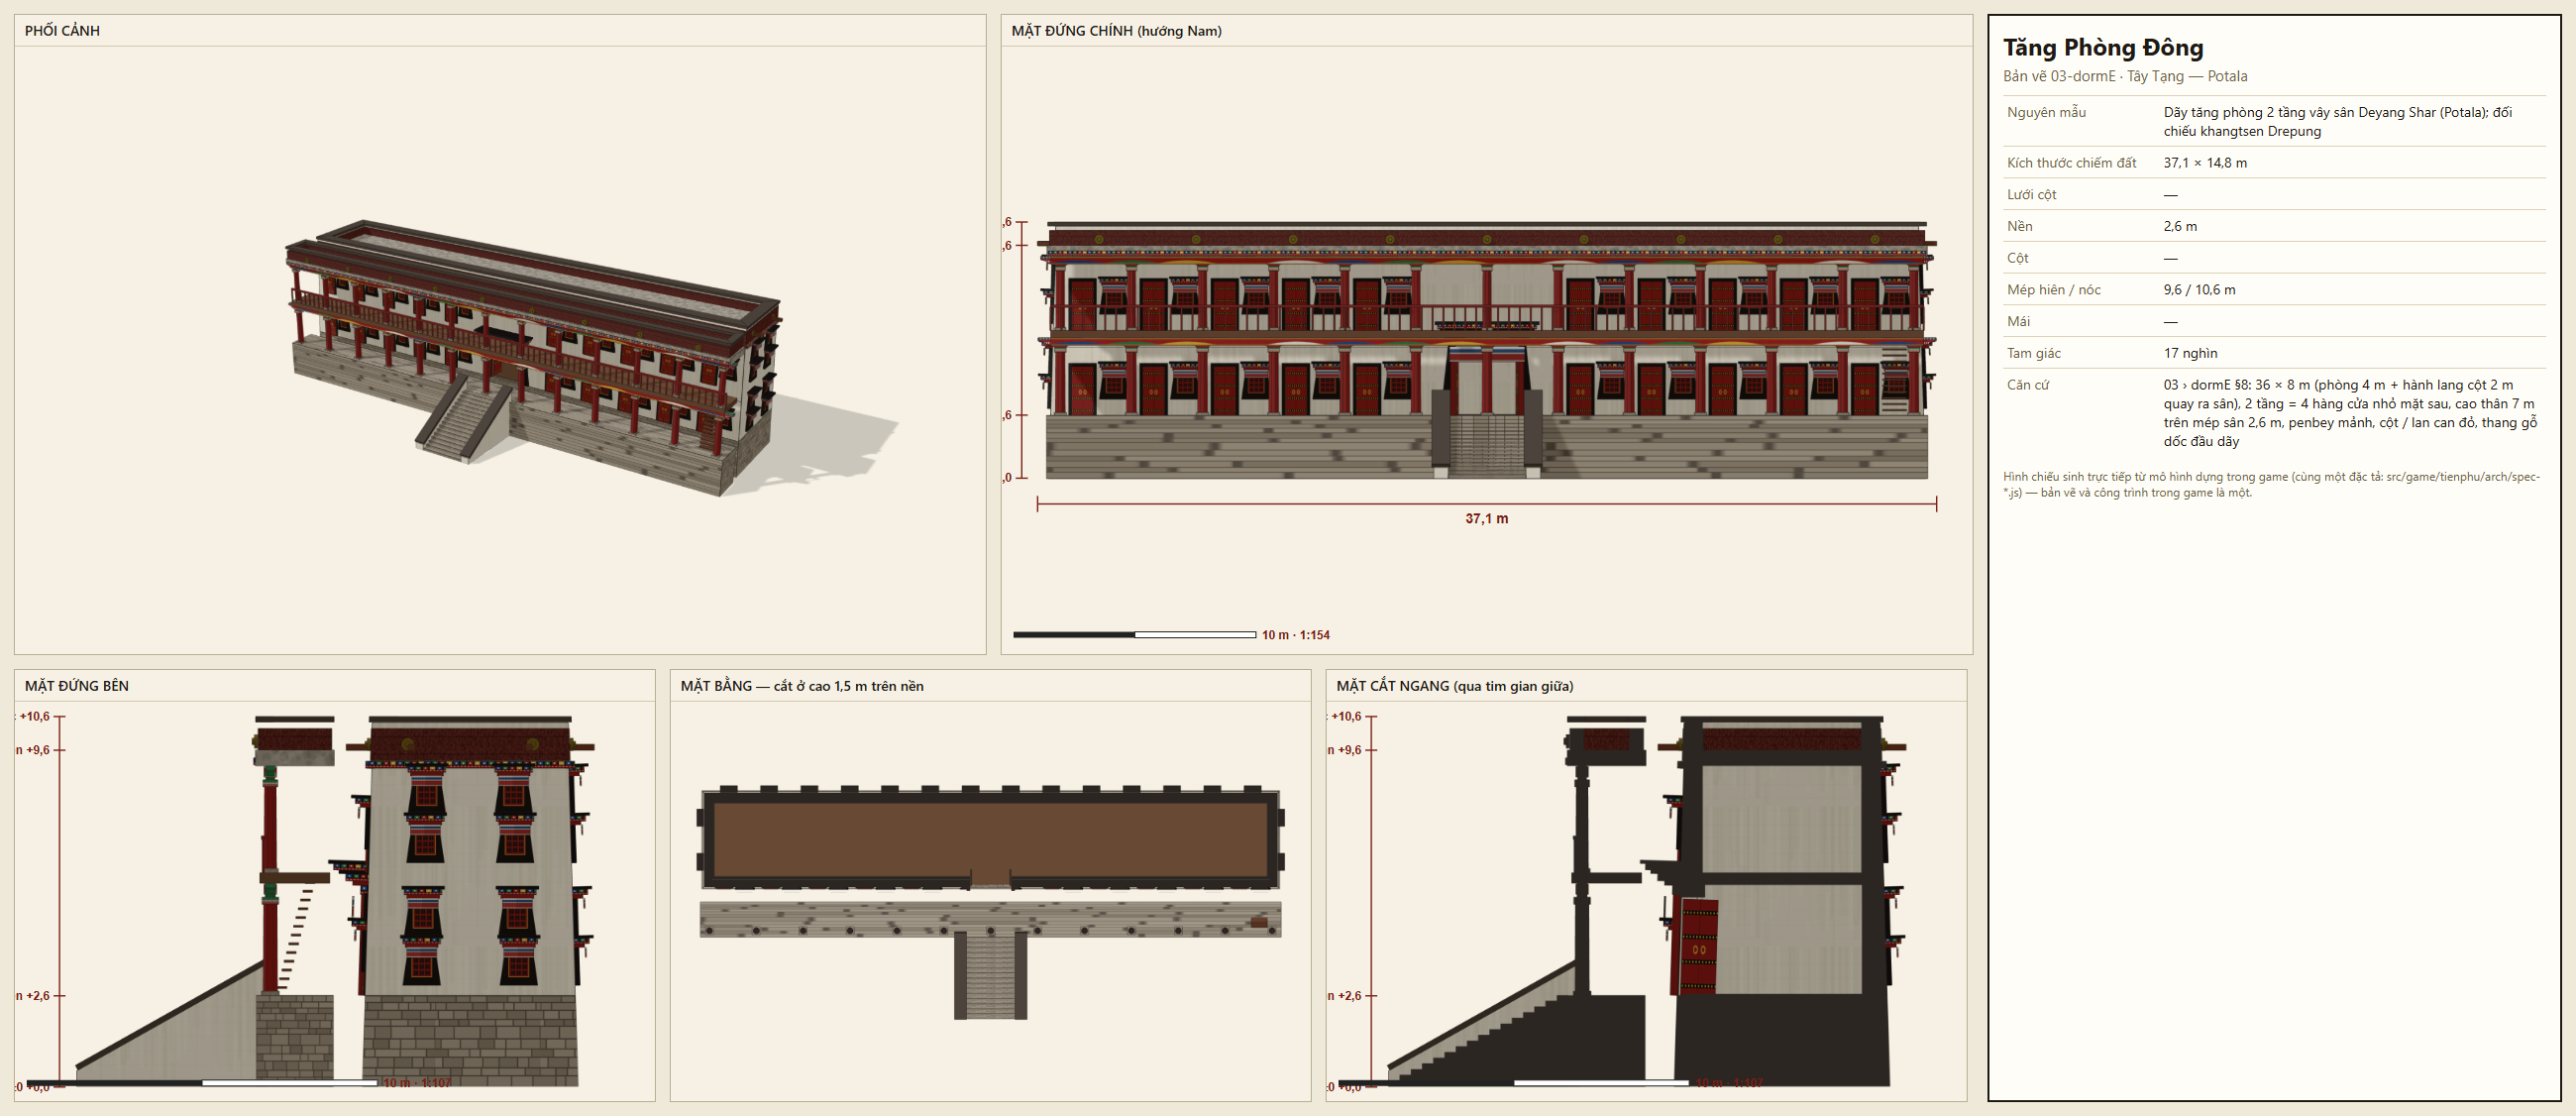 PHỐI CẢNH
MẶT ĐỨNG CHÍNH (hướng Nam)
,6
,6
,6
,0
37,1 m
10 m · 1:154
MẶT ĐỨNG BÊN
+10,6
n +9,6
n +2,6
10 m · 1:107
MẶT BẰNG — cắt ở cao 1,5 m trên nền
MẶT CẮT NGANG (qua tim gian giữa)
+10,6
n +9,6
n +2,6
10 m · 1:107
Tăng Phòng Đông
Bản vẽ 03-dormE · Tây Tạng — Potala
Nguyên mẫu Dãy tăng phòng 2 tầng vây sân Deyang Shar (Potala); đối
chiếu khangtsen Drepung
Kích thước chiếm đất 37,1 × 14,8 m
Lưới cột —
Nền 2,6 m
Cột —
Mép hiên / nóc 9,6 / 10,6 m
Mái —
Tam giác 17 nghìn
Căn cứ 03 › dormE §8: 36 × 8 m (phòng 4 m + hành lang cột 2 m
quay ra sân), 2 tầng = 4 hàng cửa nhỏ mặt sau, cao thân 7 m
trên mép sân 2,6 m, penbey mảnh, cột / lan can đỏ, thang gỗ
dốc đầu dãy
Hình chiếu sinh trực tiếp từ mô hình dựng trong game (cùng một đặc tả: src/game/tienphu/arch/spec-
*.js) — bản vẽ và công trình trong game là một.